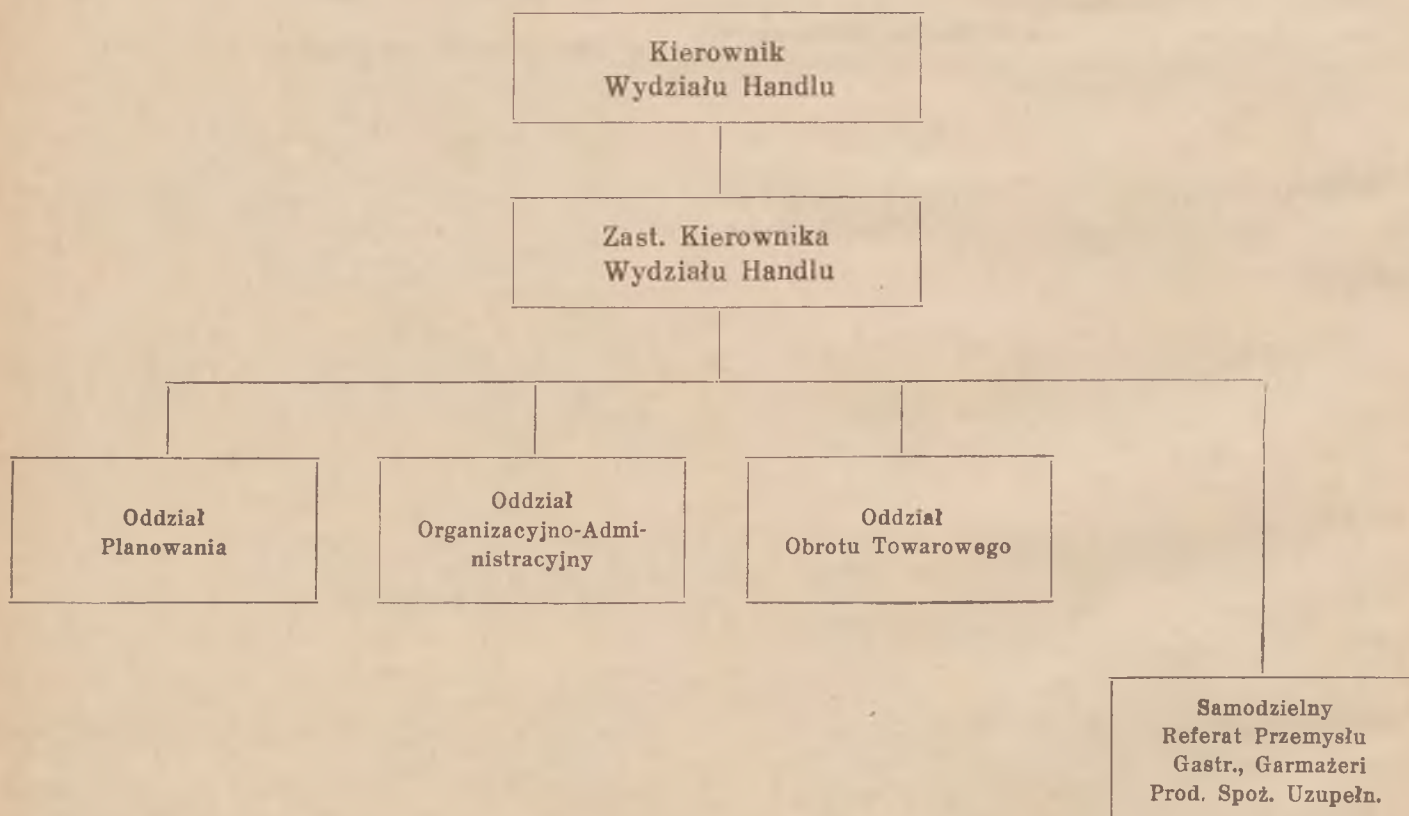 Kierownik
Wydziału Handlu
Zast. Kierownika
Wydziału Handlu
Oddział
Planowania
Oddział
Organizacyjno-Admi-
nistracyjny
Oddział
Obrotu Towarowego
Samodzielny
Referat Przemysłu
Gastr., Garmażeri
Prod. Spoż. Uzupełn.